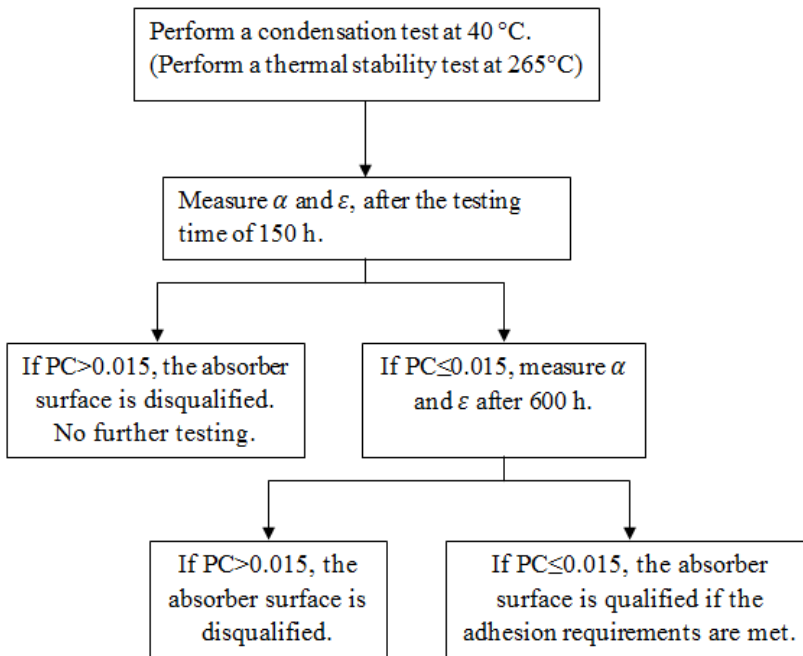 Perform a condensation test at 40 °C.
(Perform a thermal stability test at 265°C)
Measure α and ε, after the testing
time of 150 h.
If PC>0.015, the absorber
surface is disqualified.
No further testing.
If PC≤0.015, measure α
and ε after 600 h.
If PC>0.015, the
absorber surface is
disqualified.
If PC≤0.015, the absorber
surface is qualified if the
adhesion requirements are met.